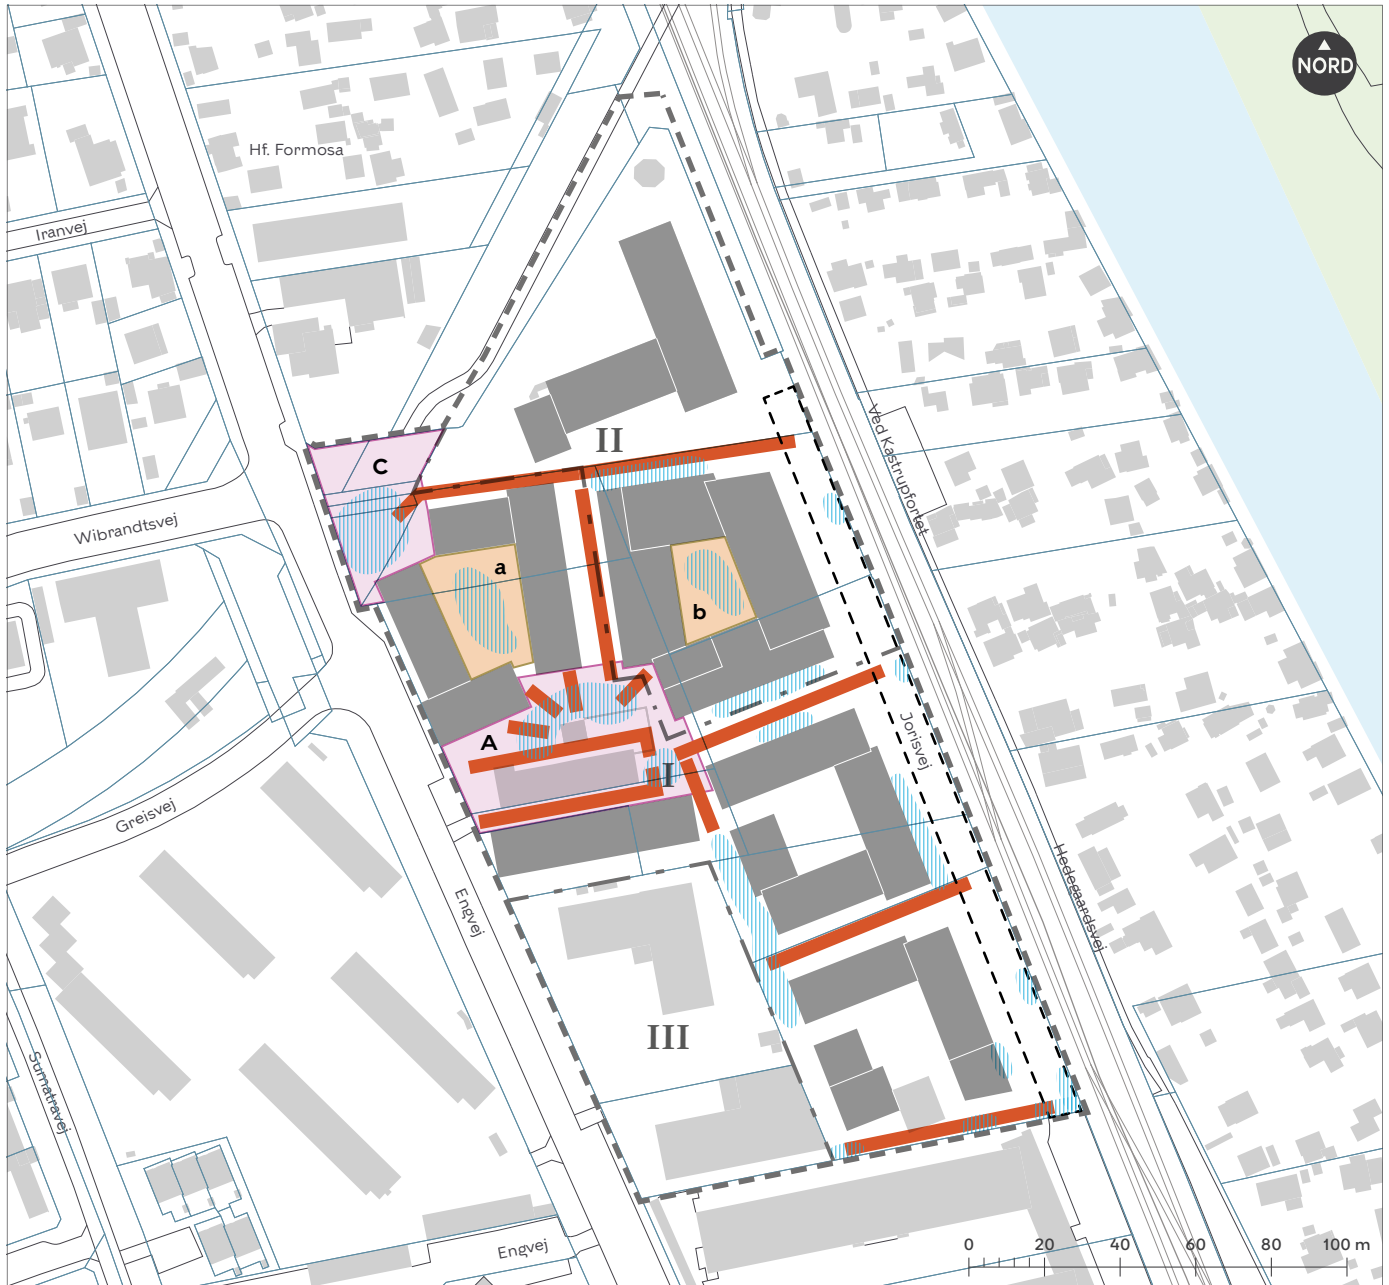 NORD
Hf. Formosa
Iranvej
Ved Kastrupfortet
II
C
Wibrandtsvej
a
b
Jorisvej
A
I
Greisvej
Engvej
Hedegaardsvej
III
Sumatravej
Engvej
0 20 40 60 80 100 m